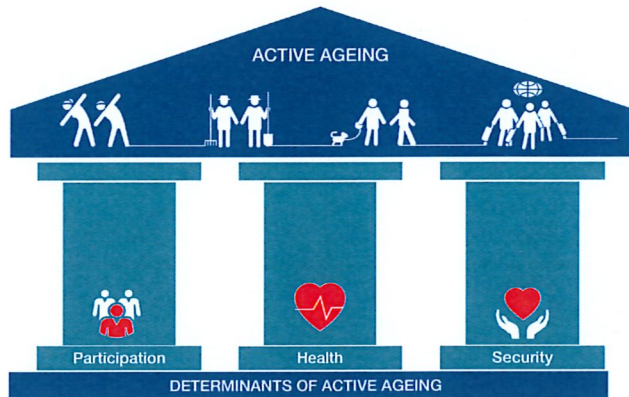 ACTIVE AGEING
Participation
Health
Security
DETERMINANTS OF ACTIVE AGEING